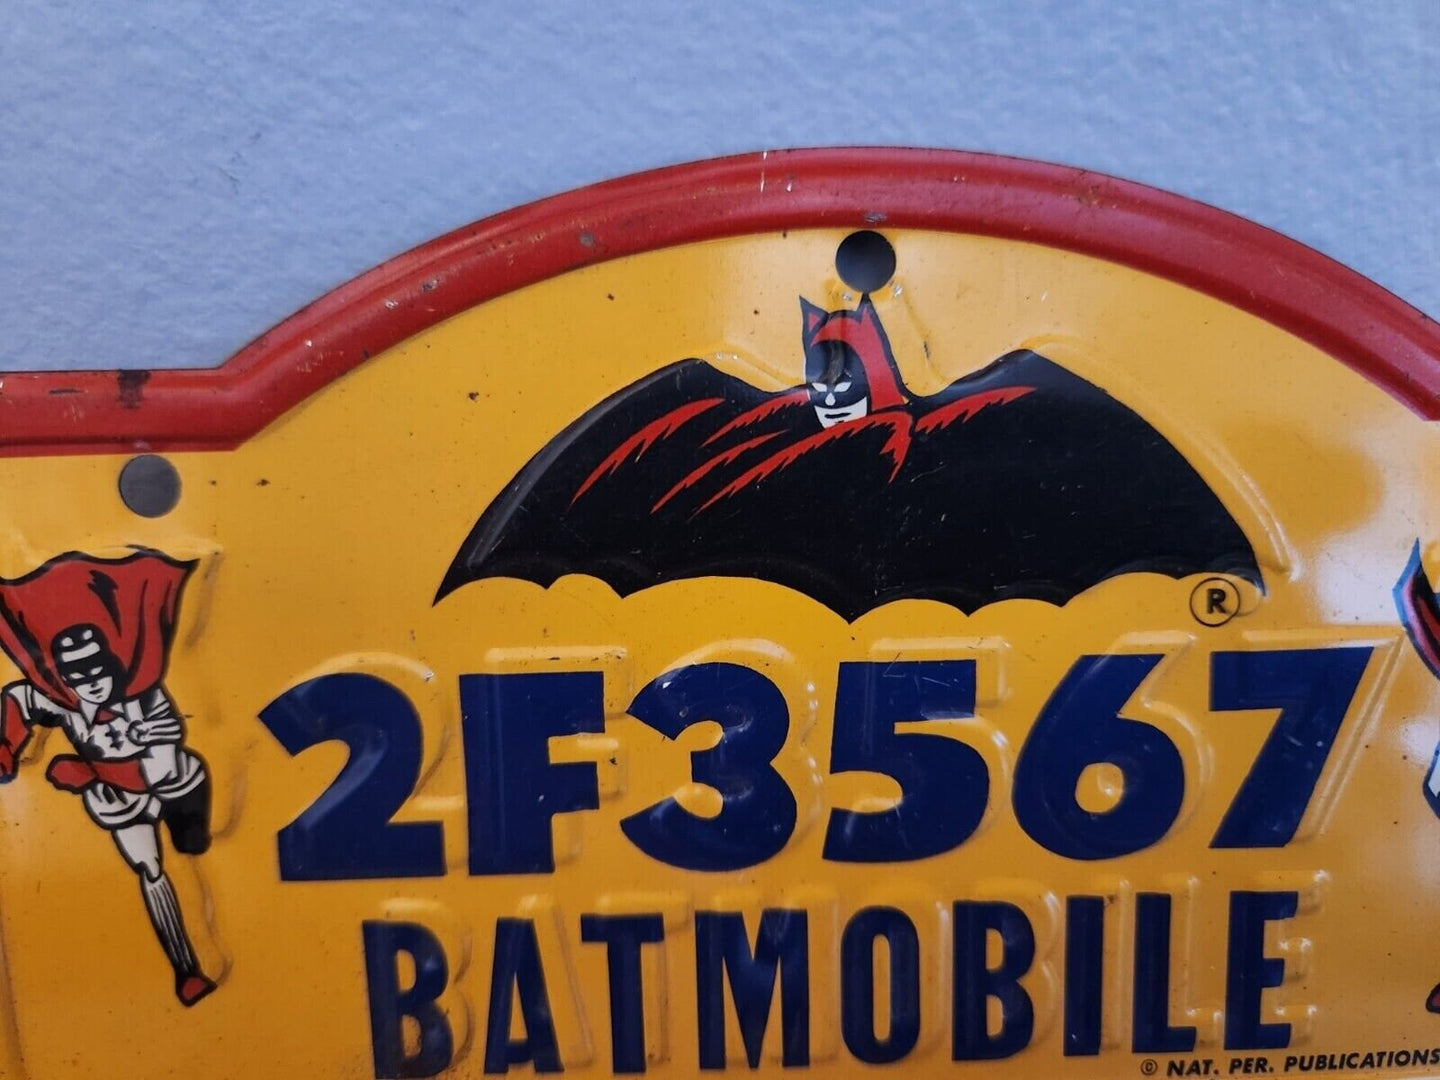 ®
2F3567
BATMOBILE
© NAT. PER. PUBLICATIONS